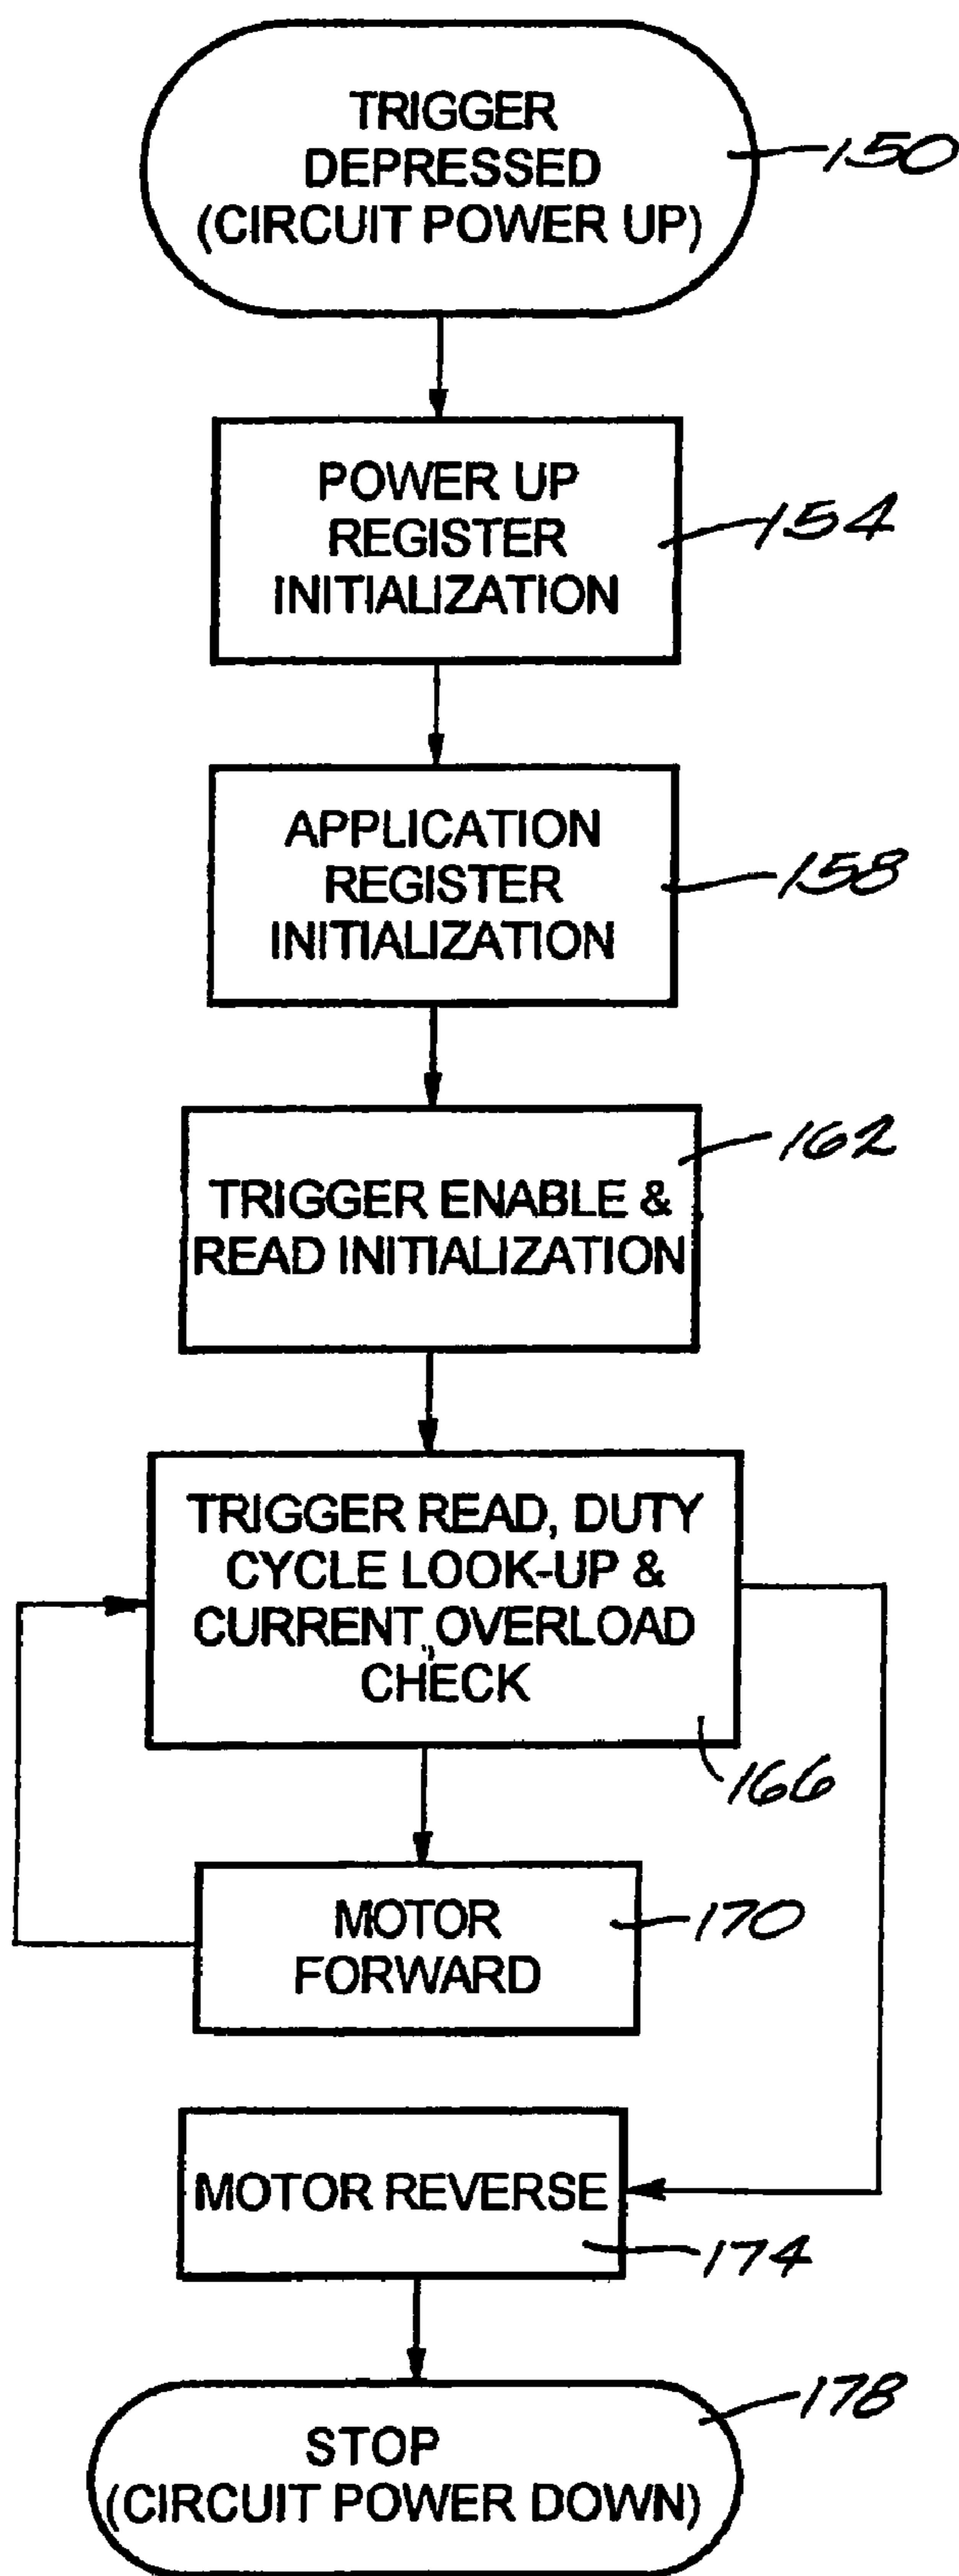 TRIGGER
DEPRESSED
(CIRCUIT POWER UP)
150
POWER UP
REGISTER
INITIALIZATION
154
APPLICATION
REGISTER
INITIALIZATION
158
162
TRIGGER ENABLE &
READ INITIALIZATION
TRIGGER READ, DUTY
CYCLE LOOK-UP &
CURRENT OVERLOAD
CHECK
166
MOTOR
FORWARD
170
MOTOR REVERSE
174
178
STOP
(CIRCUIT POWER DOWN)